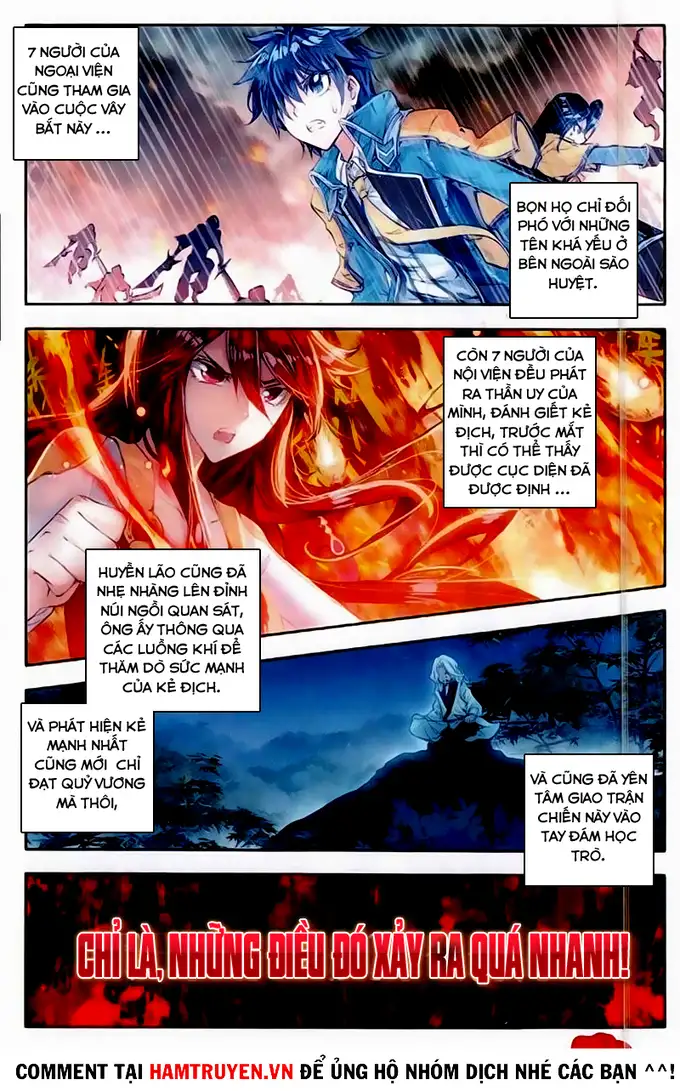 7 NGƯỜI CỦA
NGOẠI VIỆN
CŨNG THAM GIA
VÀO CUỘC VÂY
BẮT NÀY ...
BỌN HỌ CHỈ ĐỐI
PHÓ VỚI NHỮNG
TÊN KHÁ YẾU Ở
BÊN NGOÀI SÀO
HUYỆT.
CÒN 7 NGƯỜI CỦA
NỘI VIỆN ĐỀU PHÁT
RA THẦN UY CỦA
MÌNH, ĐÁNH GIẾT KẺ
ĐỊCH, TRƯỚC MẮT
THÌ CÓ THỂ THẤY
ĐƯỢC CỤC DIỆN ĐÃ
ĐƯỢC ĐỊNH ...
HUYỀN LÃO CŨNG ĐÃ
NHẸ NHÀNG LÊN ĐỈNH
NÚI NGỒI QUAN SÁT,
ÔNG ẤY THÔNG QUA
CÁC LUỒNG KHÍ ĐỂ
THĂM DÒ SỨC MẠNH
CỦA KẺ ĐỊCH.
VÀ PHÁT HIỆN KẺ
MẠNH NHẤT
CŨNG MỚI CHỈ
ĐẠT QUỶ VƯƠNG
MÀ THÔI,
VÀ CŨNG ĐÃ YÊN
TÂM GIAO TRẬN
CHIẾN NÀY VÀO
TAY ĐÁM HỌC
TRÒ.
CHỈ LÀ, NHỮNG ĐIỀU ĐÓ XẢY RA QUÁ NHANH!
COMMENT TẠI HAMTRUYEN.VN ĐỂ ỦNG HỘ NHÓM DỊCH NHÉ CÁC BẠN ^^!